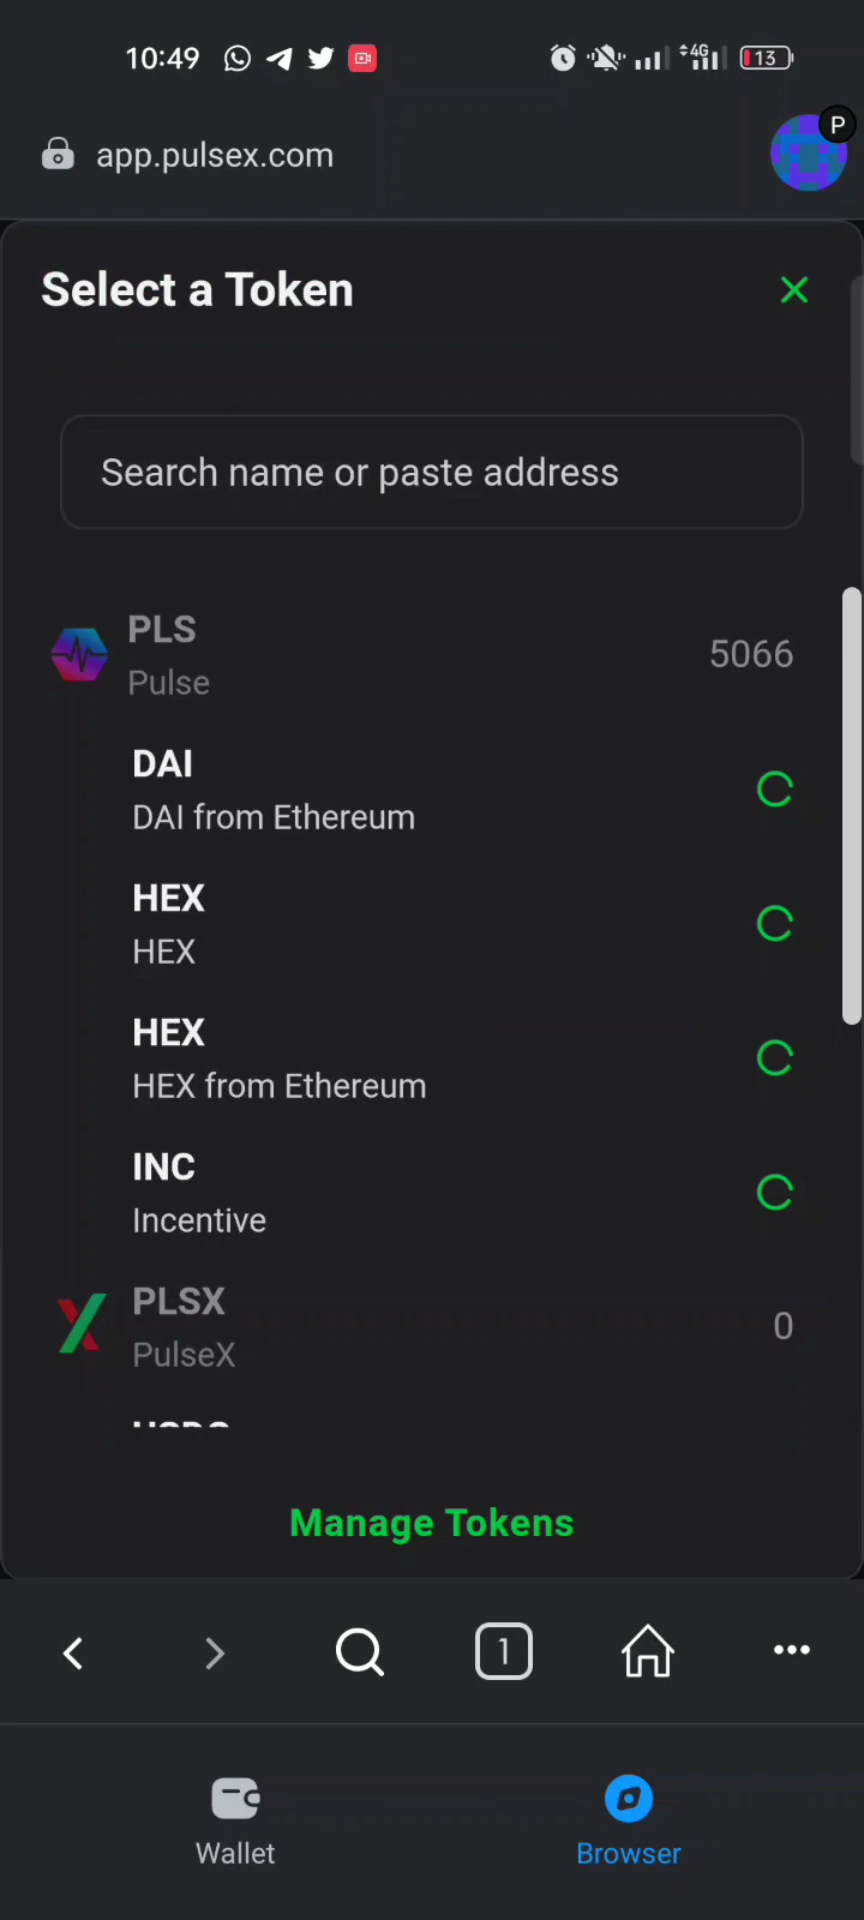 10:49
4G
13
app.pulsex.com
P
Select a Token
Search name or paste address
PLS
5066
Pulse
DAI
DAI from Ethereum
HEX
HEX
HEX
HEX from Ethereum
INC
Incentive
PLSX
0
PulseX
Manage Tokens
1
Wallet
Browser